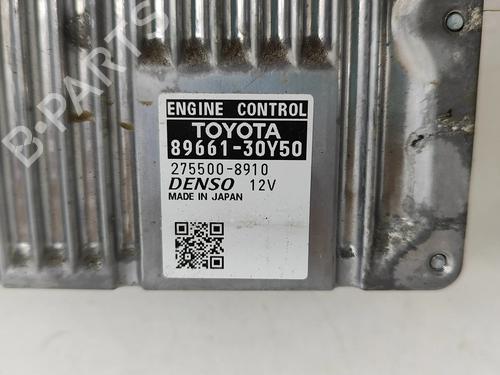 B-PARTS
ENGINE CONTROL
TOYOTA
89661-30Y50
275500-8910
DENSO 12V
MADE IN JAPAN